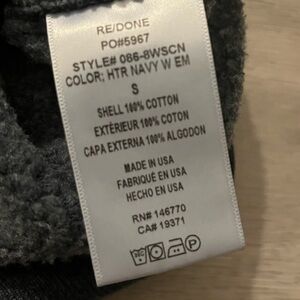 RE/DONE
PO#5967
STYLE# 086-8WSCN
COLOR; HTR NAVY W EM
S
SHELL 100% COTTON
EXTÉRIEUR 100% COTON
CAPA EXTERNA 100% ALGODON
MADE IN USA
FABRIQUÉ EN USA
HECHO EN USA
RN# 146770
CA# 19371